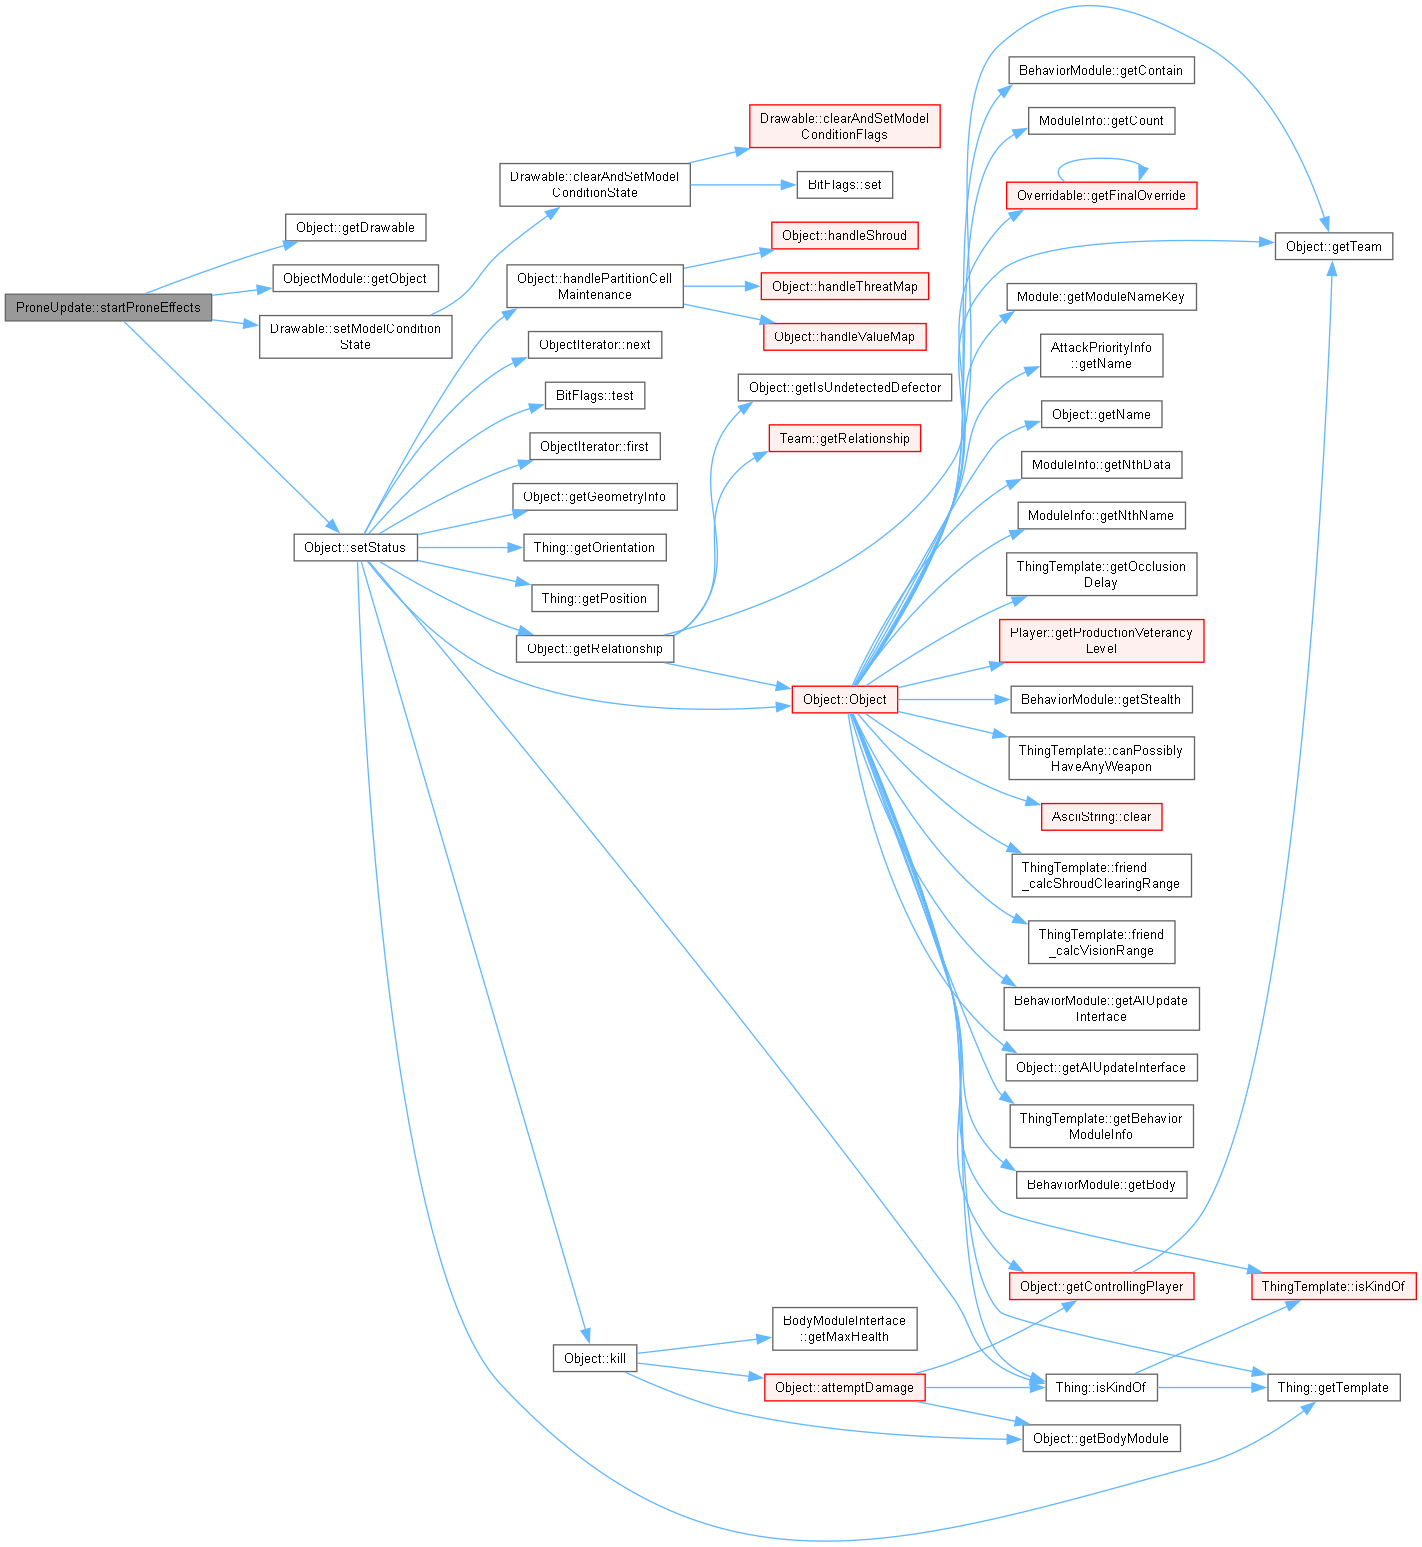 ProneUpdate::startProneEffects
Object::getDrawable
ObjectModule::getObject
Drawable::setModelCondition
State
Object::setStatus
Drawable::clearAndSetModel
ConditionState
Object::handlePartitionCell
Maintenance
ObjectIterator::next
BitFlags::test
ObjectIterator::first
Object::getGeometryInfo
Thing::getOrientation
Thing::getPosition
Object::getRelationship
Object::kill
Drawable::clearAndSetModel
ConditionFlags
BitFlags::set
Object::handleShroud
Object::handleThreatMap
Object::handleValueMap
Object::getIsUndetectedDefector
Team::getRelationship
Object::Object
BodyModuleInterface
::getMaxHealth
Object::attemptDamage
BehaviorModule::getContain
ModuleInfo::getCount
Overridable::getFinalOverride
Module::getModuleNameKey
AttackPriorityInfo
::getName
Object::getName
ModuleInfo::getNthData
ModuleInfo::getNthName
ThingTemplate::getOcclusion
Delay
Player::getProductionVeterancy
Level
BehaviorModule::getStealth
ThingTemplate::canPossibly
HaveAnyWeapon
AsciiString::clear
ThingTemplate::friend
_calcShroudClearingRange
ThingTemplate::friend
_calcVisionRange
BehaviorModule::getAIUpdate
Interface
Object::getAIUpdateInterface
ThingTemplate::getBehavior
ModuleInfo
BehaviorModule::getBody
Object::getControllingPlayer
Thing::isKindOf
Object::getBodyModule
Object::getTeam
ThingTemplate::isKindOf
Thing::getTemplate